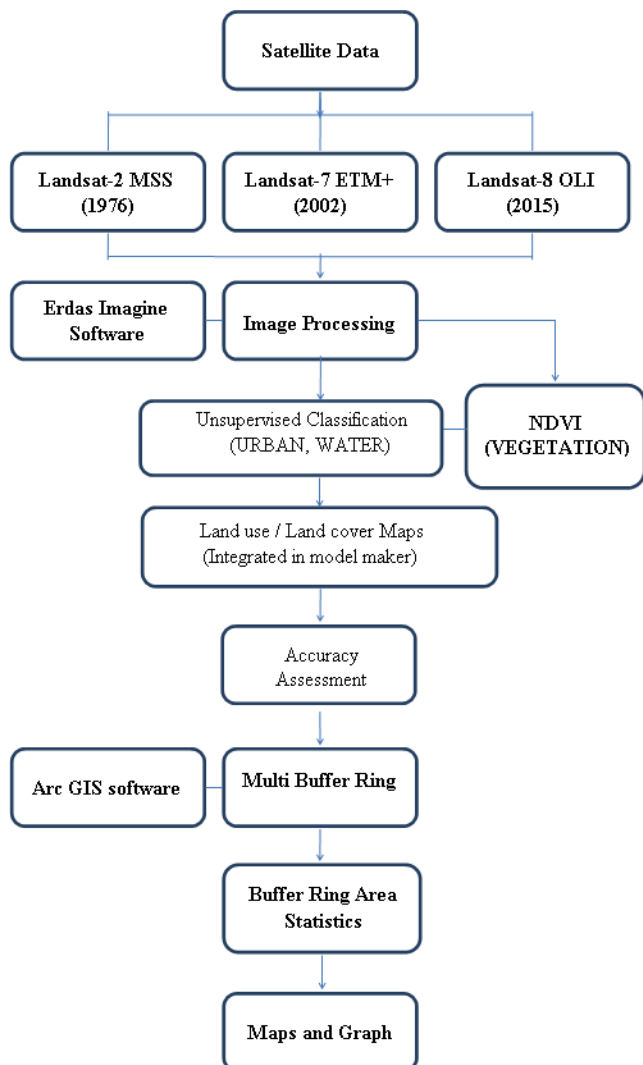 Satellite Data
Landsat-2 MSS
(1976)
Landsat-7 ETM+
(2002)
Landsat-8 OLI
(2015)
Erdas Imagine
Software
Image Processing
Unsupervised Classification
(URBAN, WATER)
NDVI
(VEGETATION)
Land use / Land cover Maps
(Integrated in model maker)
Accuracy
Assessment
Arc GIS software
Multi Buffer Ring
Buffer Ring Area
Statistics
Maps and Graph